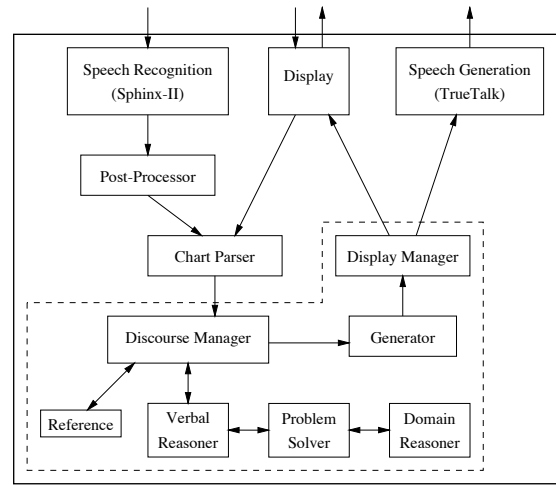 Speech Recognition
(Sphinx-II)
Display
Speech Generation
(TrueTalk)
Post-Processor
Chart Parser
Display Manager
Discourse Manager
Generator
Reference
Verbal
Reasoner
Problem
Solver
Domain
Reasoner